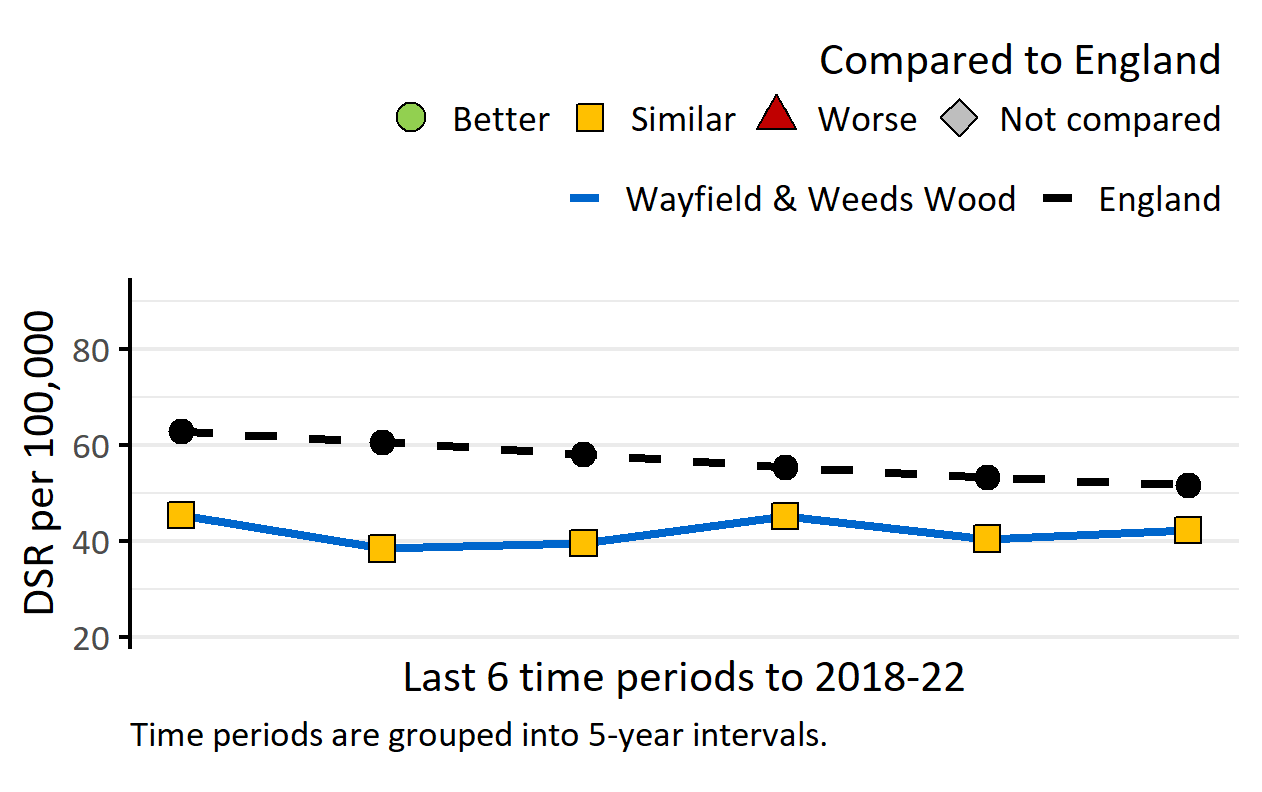 Compared to England
Better Similar Worse Not compared
Wayfield & Weeds Wood England
DSR per 100,000
80
60
40
20
Last 6 time periods to 2018-22
Time periods are grouped into 5-year intervals.